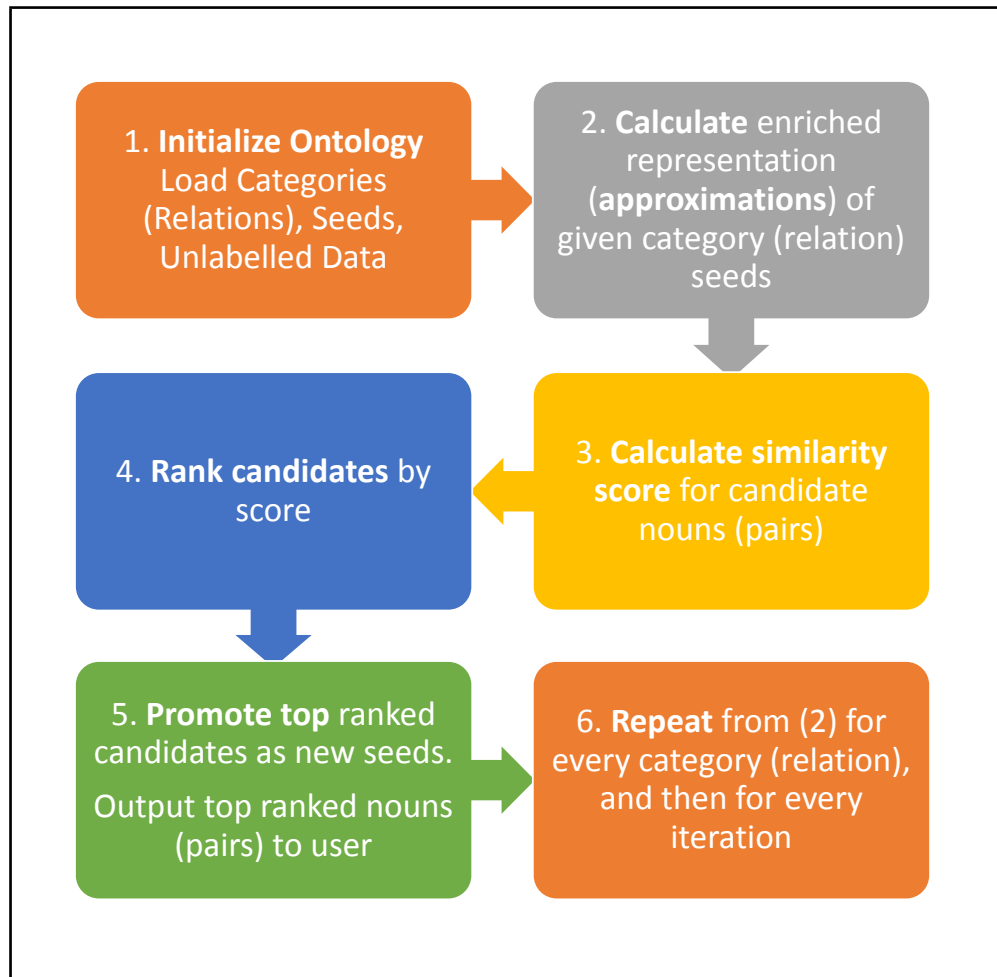 1. Initialize Ontology
Load Categories
(Relations), Seeds,
Unlabelled Data
2. Calculate enriched
representation
(approximations) of
given category (relation)
seeds
3. Calculate similarity
score for candidate
nouns (pairs)
4. Rank candidates by
score
5. Promote top ranked
candidates as new seeds.
Output top ranked nouns
(pairs) to user
6. Repeat from (2) for
every category (relation),
and then for every
iteration